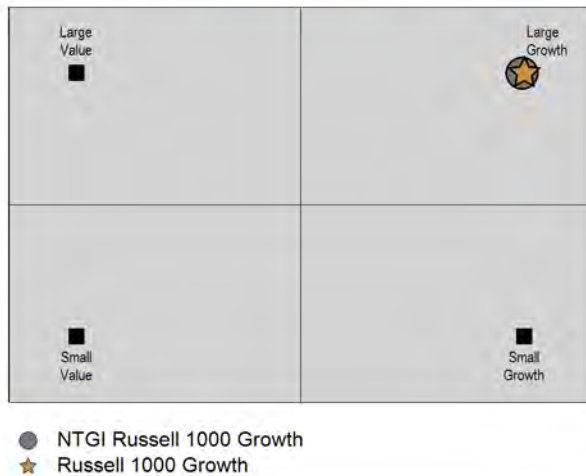 Large
Value
Large
Growth
Small
Value
Small
Growth
NTGI Russell 1000 Growth
Russell 1000 Growth